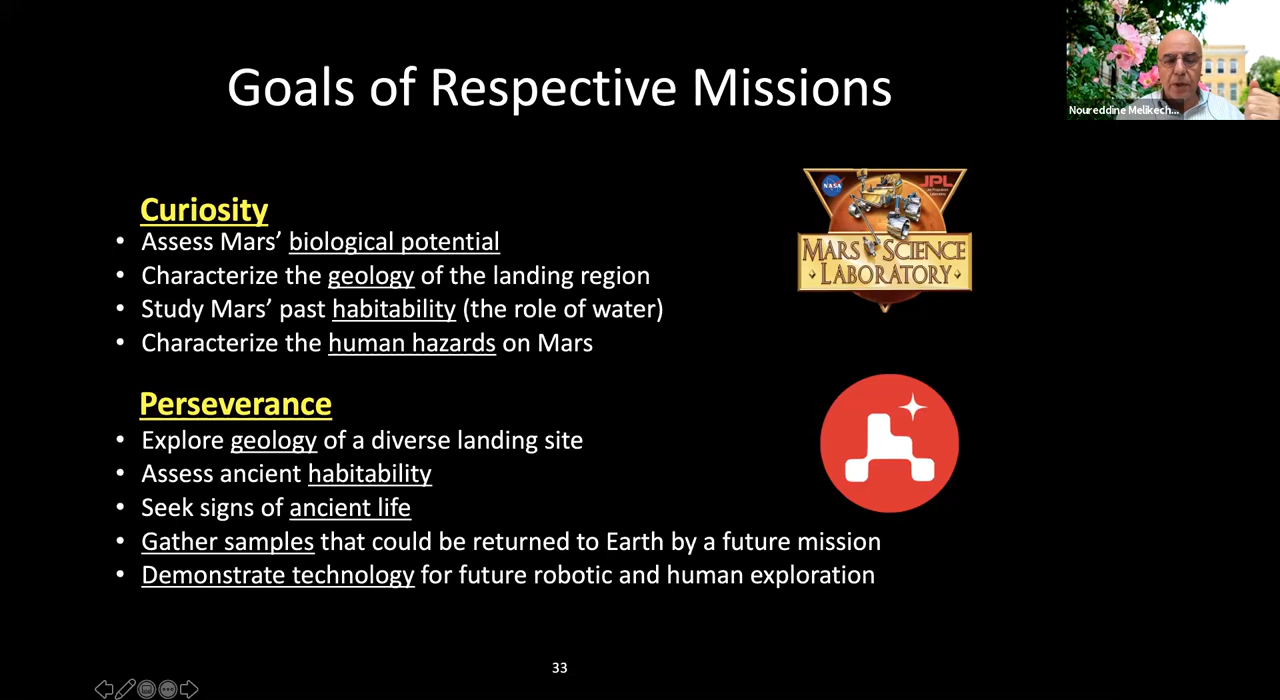 Goals of Respective Missions
Noureddine Melikech...
Curiosity
• Assess Mars’ biological potential
• Characterize the geology of the landing region
• Study Mars’ past habitability (the role of water)
• Characterize the human hazards on Mars
NASA
JPL
Jet Propulsion
Laboratory
MARS SCIENCE
LABORATORY
Perseverance
• Explore geology of a diverse landing site
• Assess ancient habitability
• Seek signs of ancient life
• Gather samples that could be returned to Earth by a future mission
• Demonstrate technology for future robotic and human exploration
33